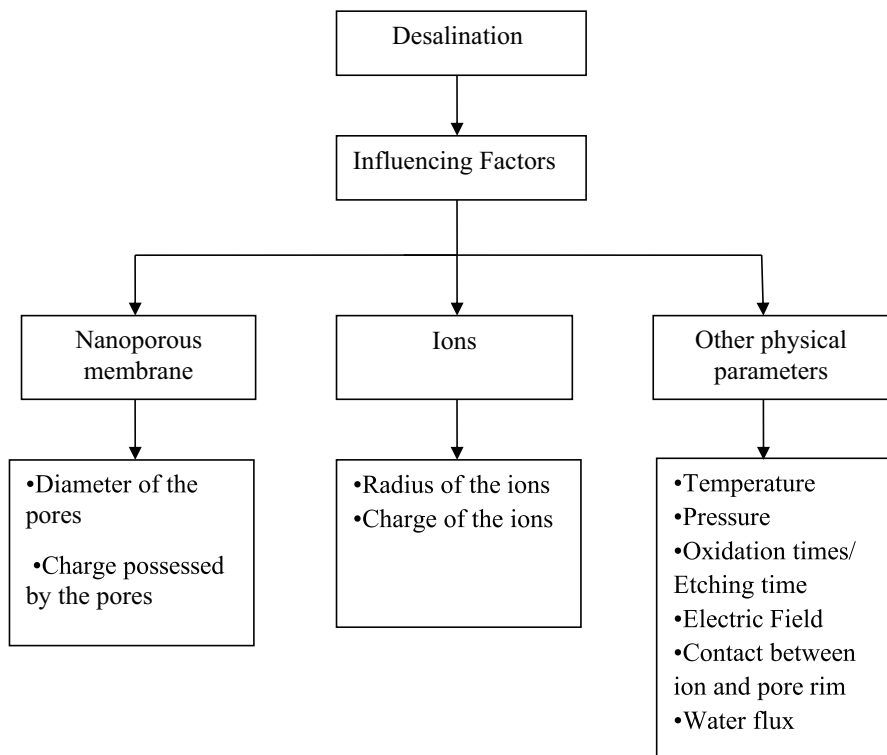 Desalination
Influencing Factors
Nanoporous
membrane
Ions
Other physical
parameters
•Diameter of the
pores
•Charge possessed
by the pores
•Radius of the ions
•Charge of the ions
•Temperature
•Pressure
•Oxidation times/
Etching time
•Electric Field
•Contact between
ion and pore rim
•Water flux